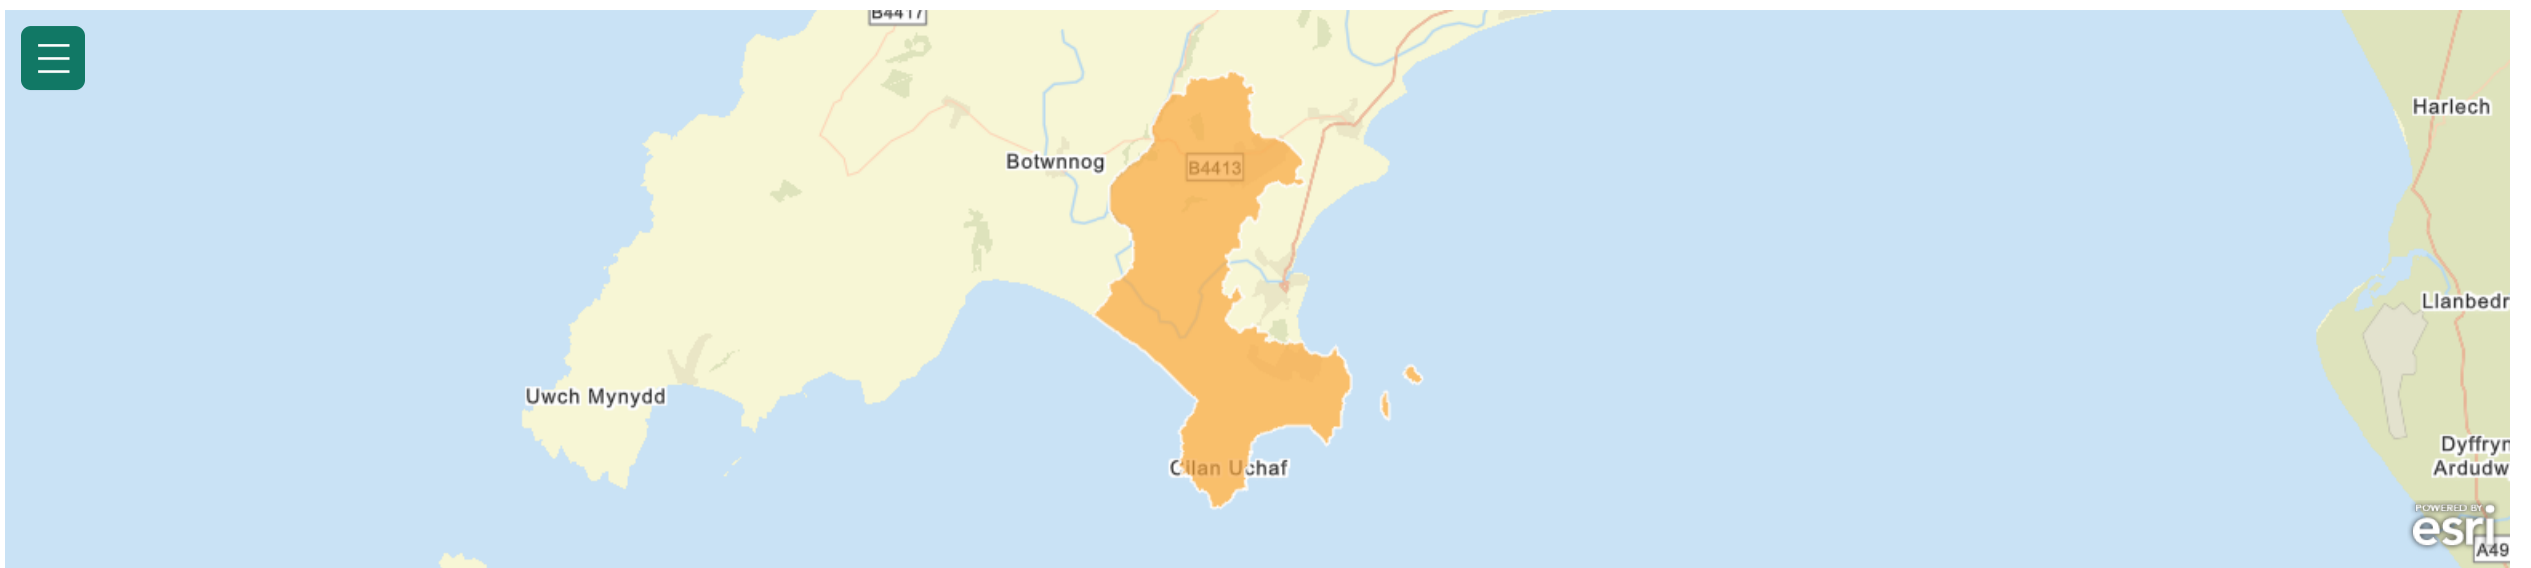 B4417
Harlech
Botwnnog
B4413
Llanbedr
Uwch Mynydd
Cilan Uchaf
Dyffryn
Ardudw
POWERED BY
esri
A49